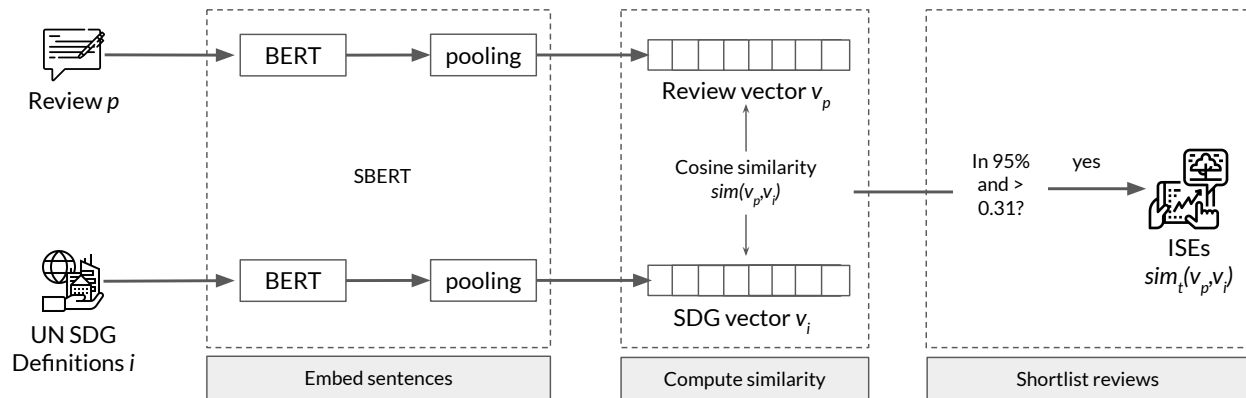 Review p
BERT
pooling
Review vector v_p
SBERT
Cosine similarity
sim(v_p,v_i)
In 95%
and >
0.31?
yes
ISEs
sim_t(v_p,v_i)
UN SDG
Definitions i
BERT
pooling
SDG vector v_i
Embed sentences
Compute similarity
Shortlist reviews